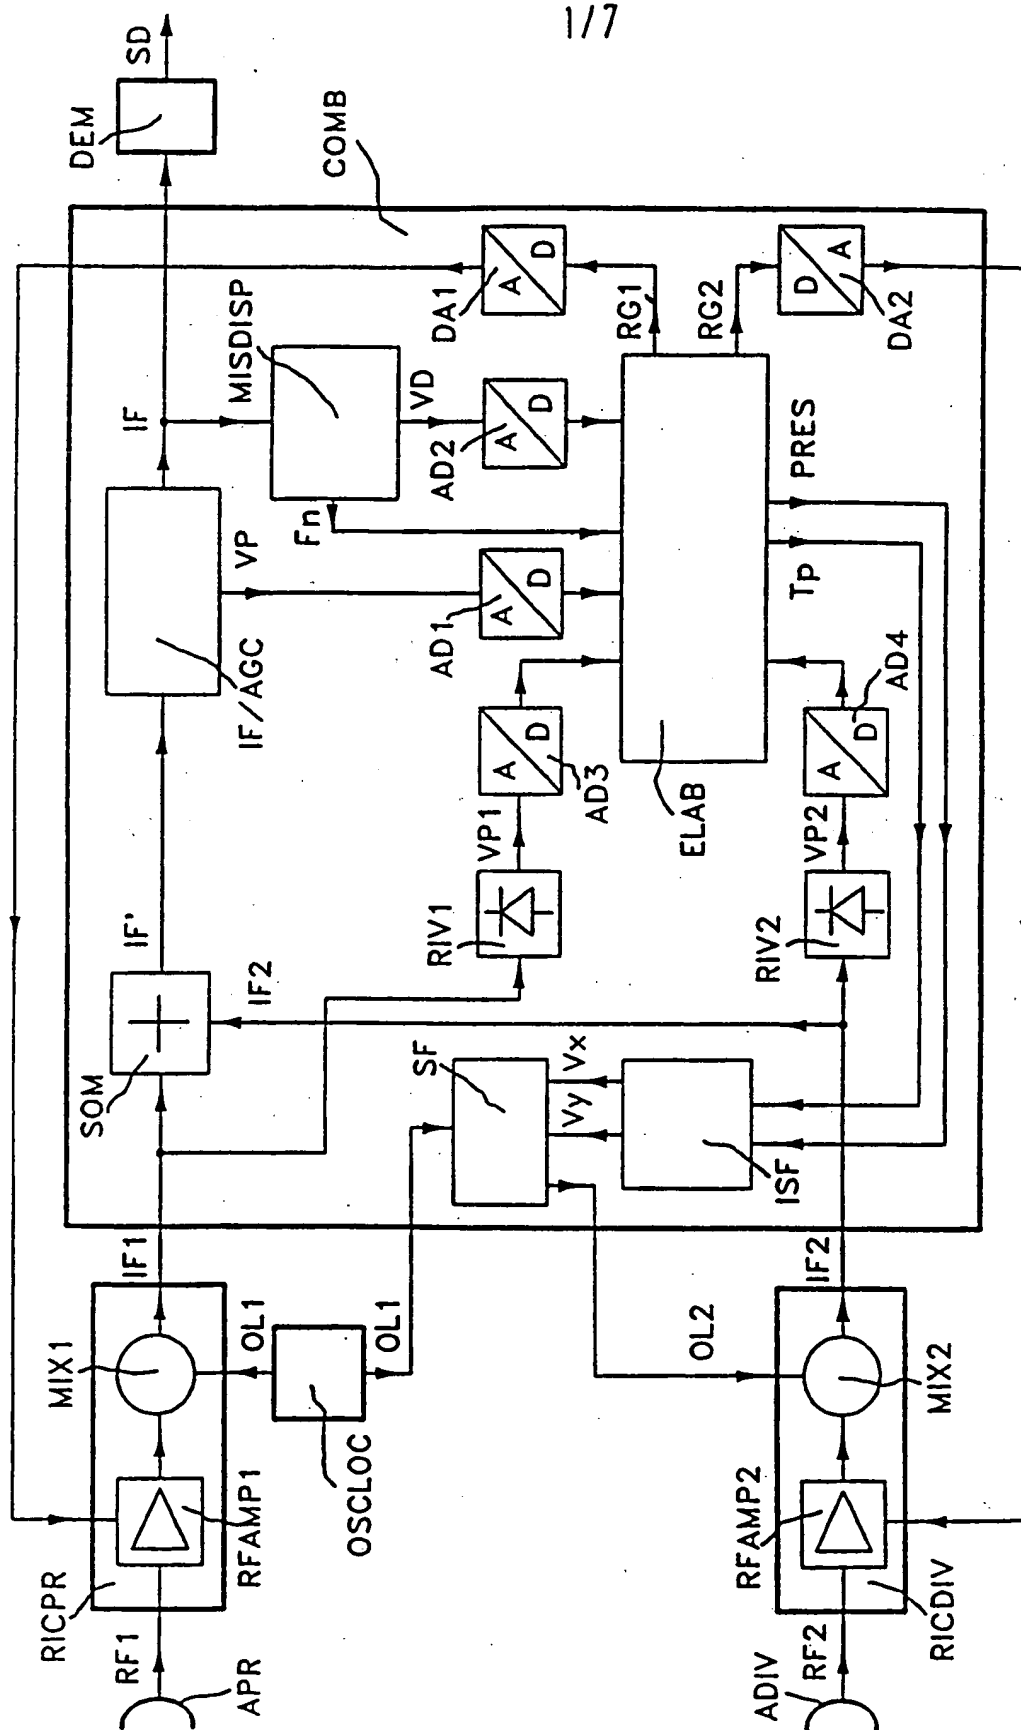 1/7
SD
DEM
COMB
IF
MISDISP
DA1
A
D
RG1
RG2
D
A
DA2
VD
AD2
A
D
Fn
VP
IF/AGC
AD1
A
D
PRES
Tp
AD4
A
D
AD3
A
D
ELAB
VP1
VP2
RIV1
RIV2
IF'
IF2
SOM
SF
Vx
Vy
ISF
IF1
IF2
MIX1
OL1
OL1
OL2
MIX2
OSCLOC
RFAMP1
RFAMP2
RICPR
RICDIV
RF1
RF2
APR
ADIV